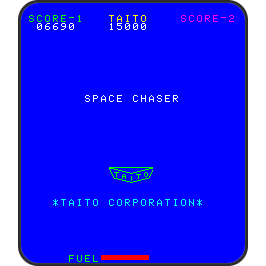 SCORE-1 TAITO SCORE-2
06690 15000
SPACE CHASER
TAITO
*TAITO CORPORATION*
FUEL